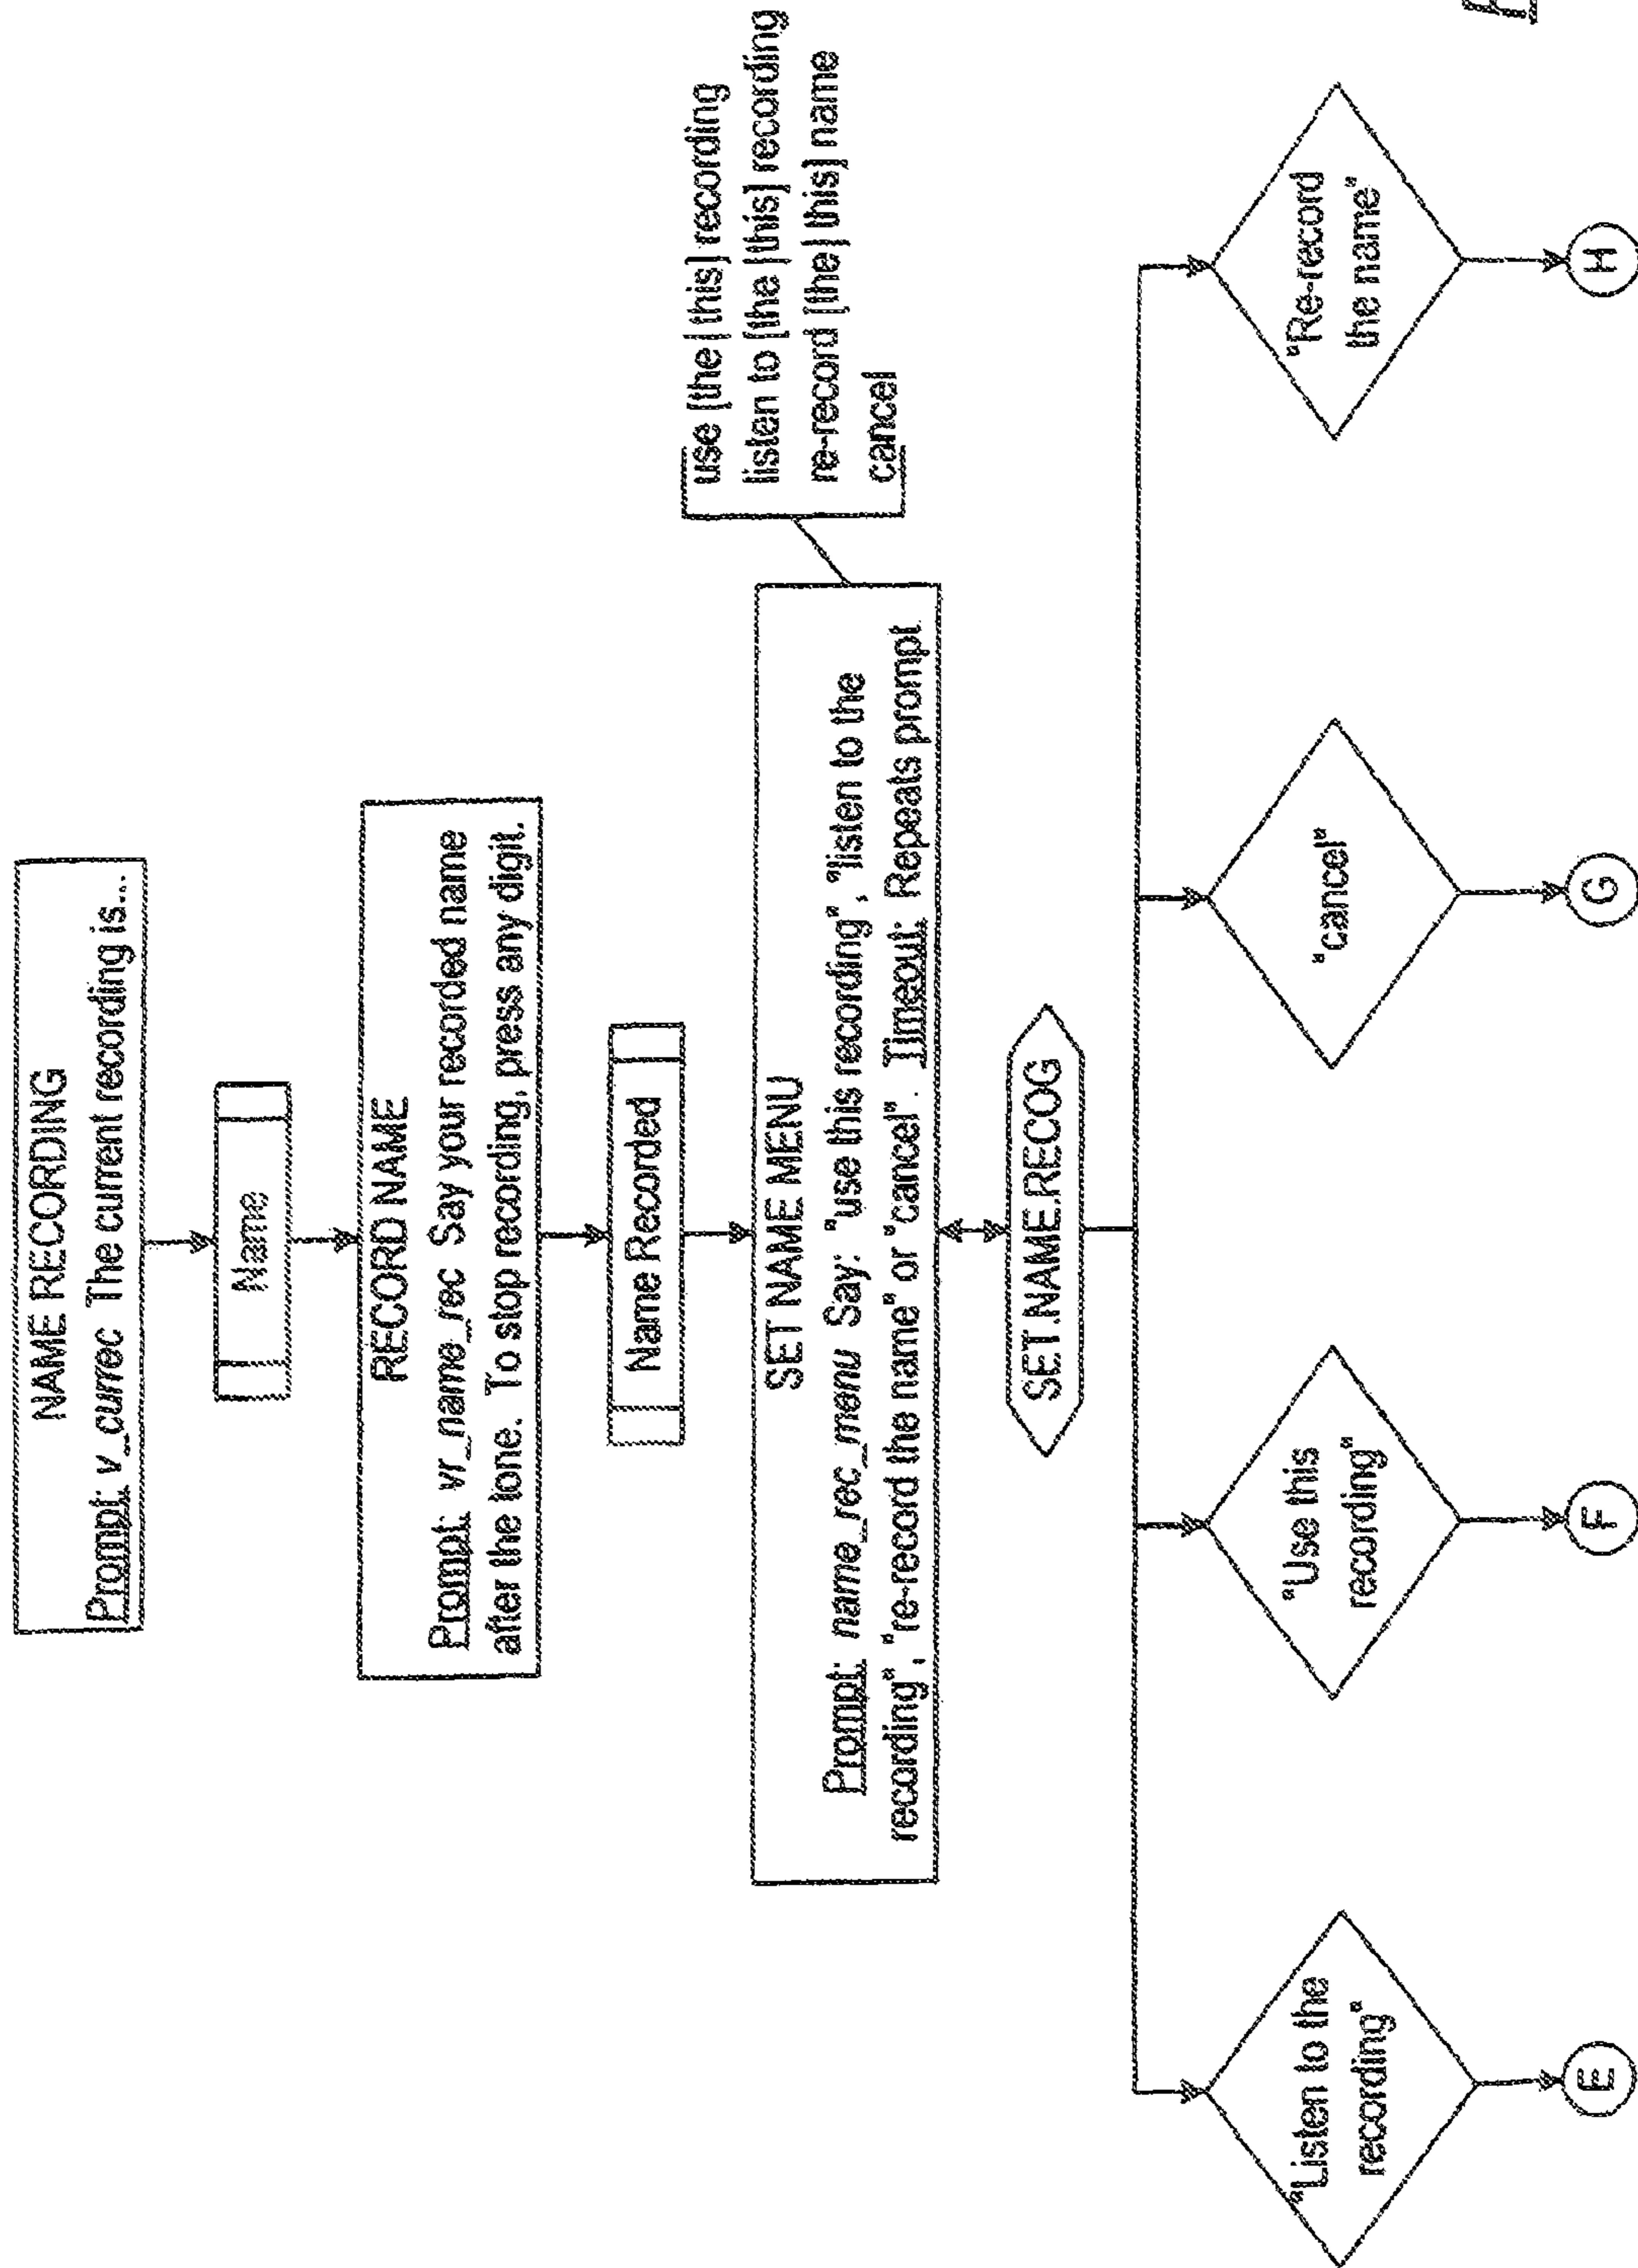 NAME RECORDING
Prompt: v_currec The current recording is...
Name
RECORD NAME
Prompt: vr_name_rec Say your recorded name
after the tone. To stop recording, press any digit.
Name Recorded
SET NAME MENU
Prompt: name_rec_menu Say: "use this recording", "listen to the
recording", "re-record the name" or "cancel". Timeout: Repeats prompt
use [the | this] recording
listen to [the | this] recording
re-record [the | this] name
cancel
SET.NAME.RECOG
"Listen to the
recording"
"Use this
recording"
"cancel"
"Re-record
the name"
E
F
G
H